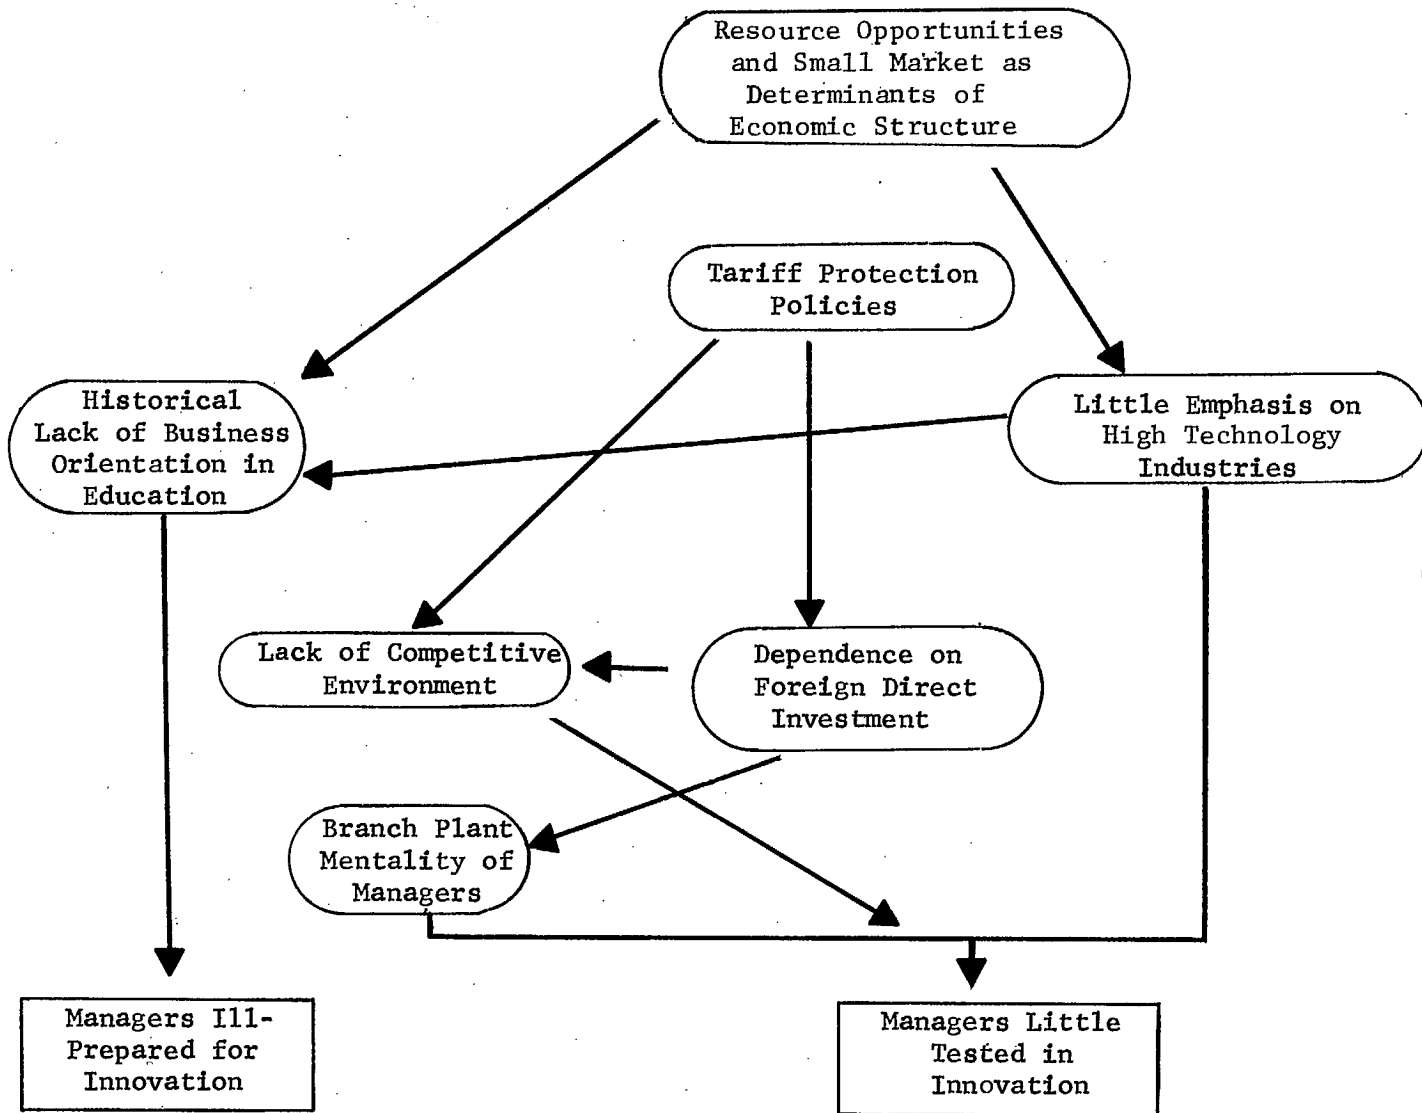 Resource Opportunities
and Small Market as
Determinants of
Economic Structure
Tariff Protection
Policies
Historical
Lack of Business
Orientation in
Education
Little Emphasis on
High Technology
Industries
Lack of Competitive
Environment
Dependence on
Foreign Direct
Investment
Branch Plant
Mentality of
Managers
Managers Ill-
Prepared for
Innovation
Managers Little
Tested in
Innovation